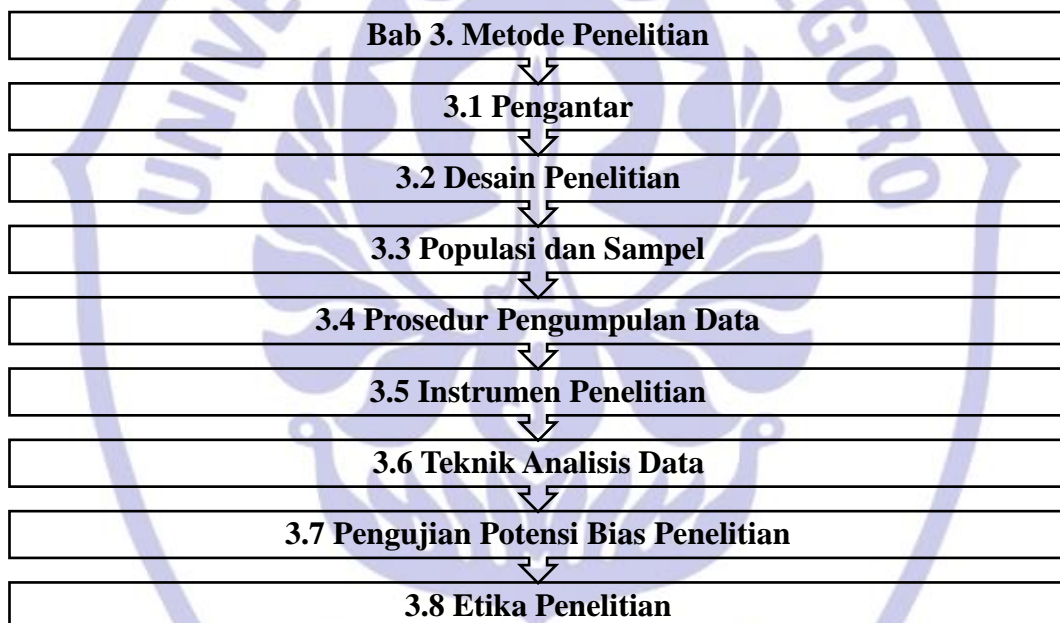 UNIVE
EGORO
Bab 3. Metode Penelitian
3.1 Pengantar
3.2 Desain Penelitian
3.3 Populasi dan Sampel
3.4 Prosedur Pengumpulan Data
3.5 Instrumen Penelitian
3.6 Teknik Analisis Data
3.7 Pengujian Potensi Bias Penelitian
3.8 Etika Penelitian